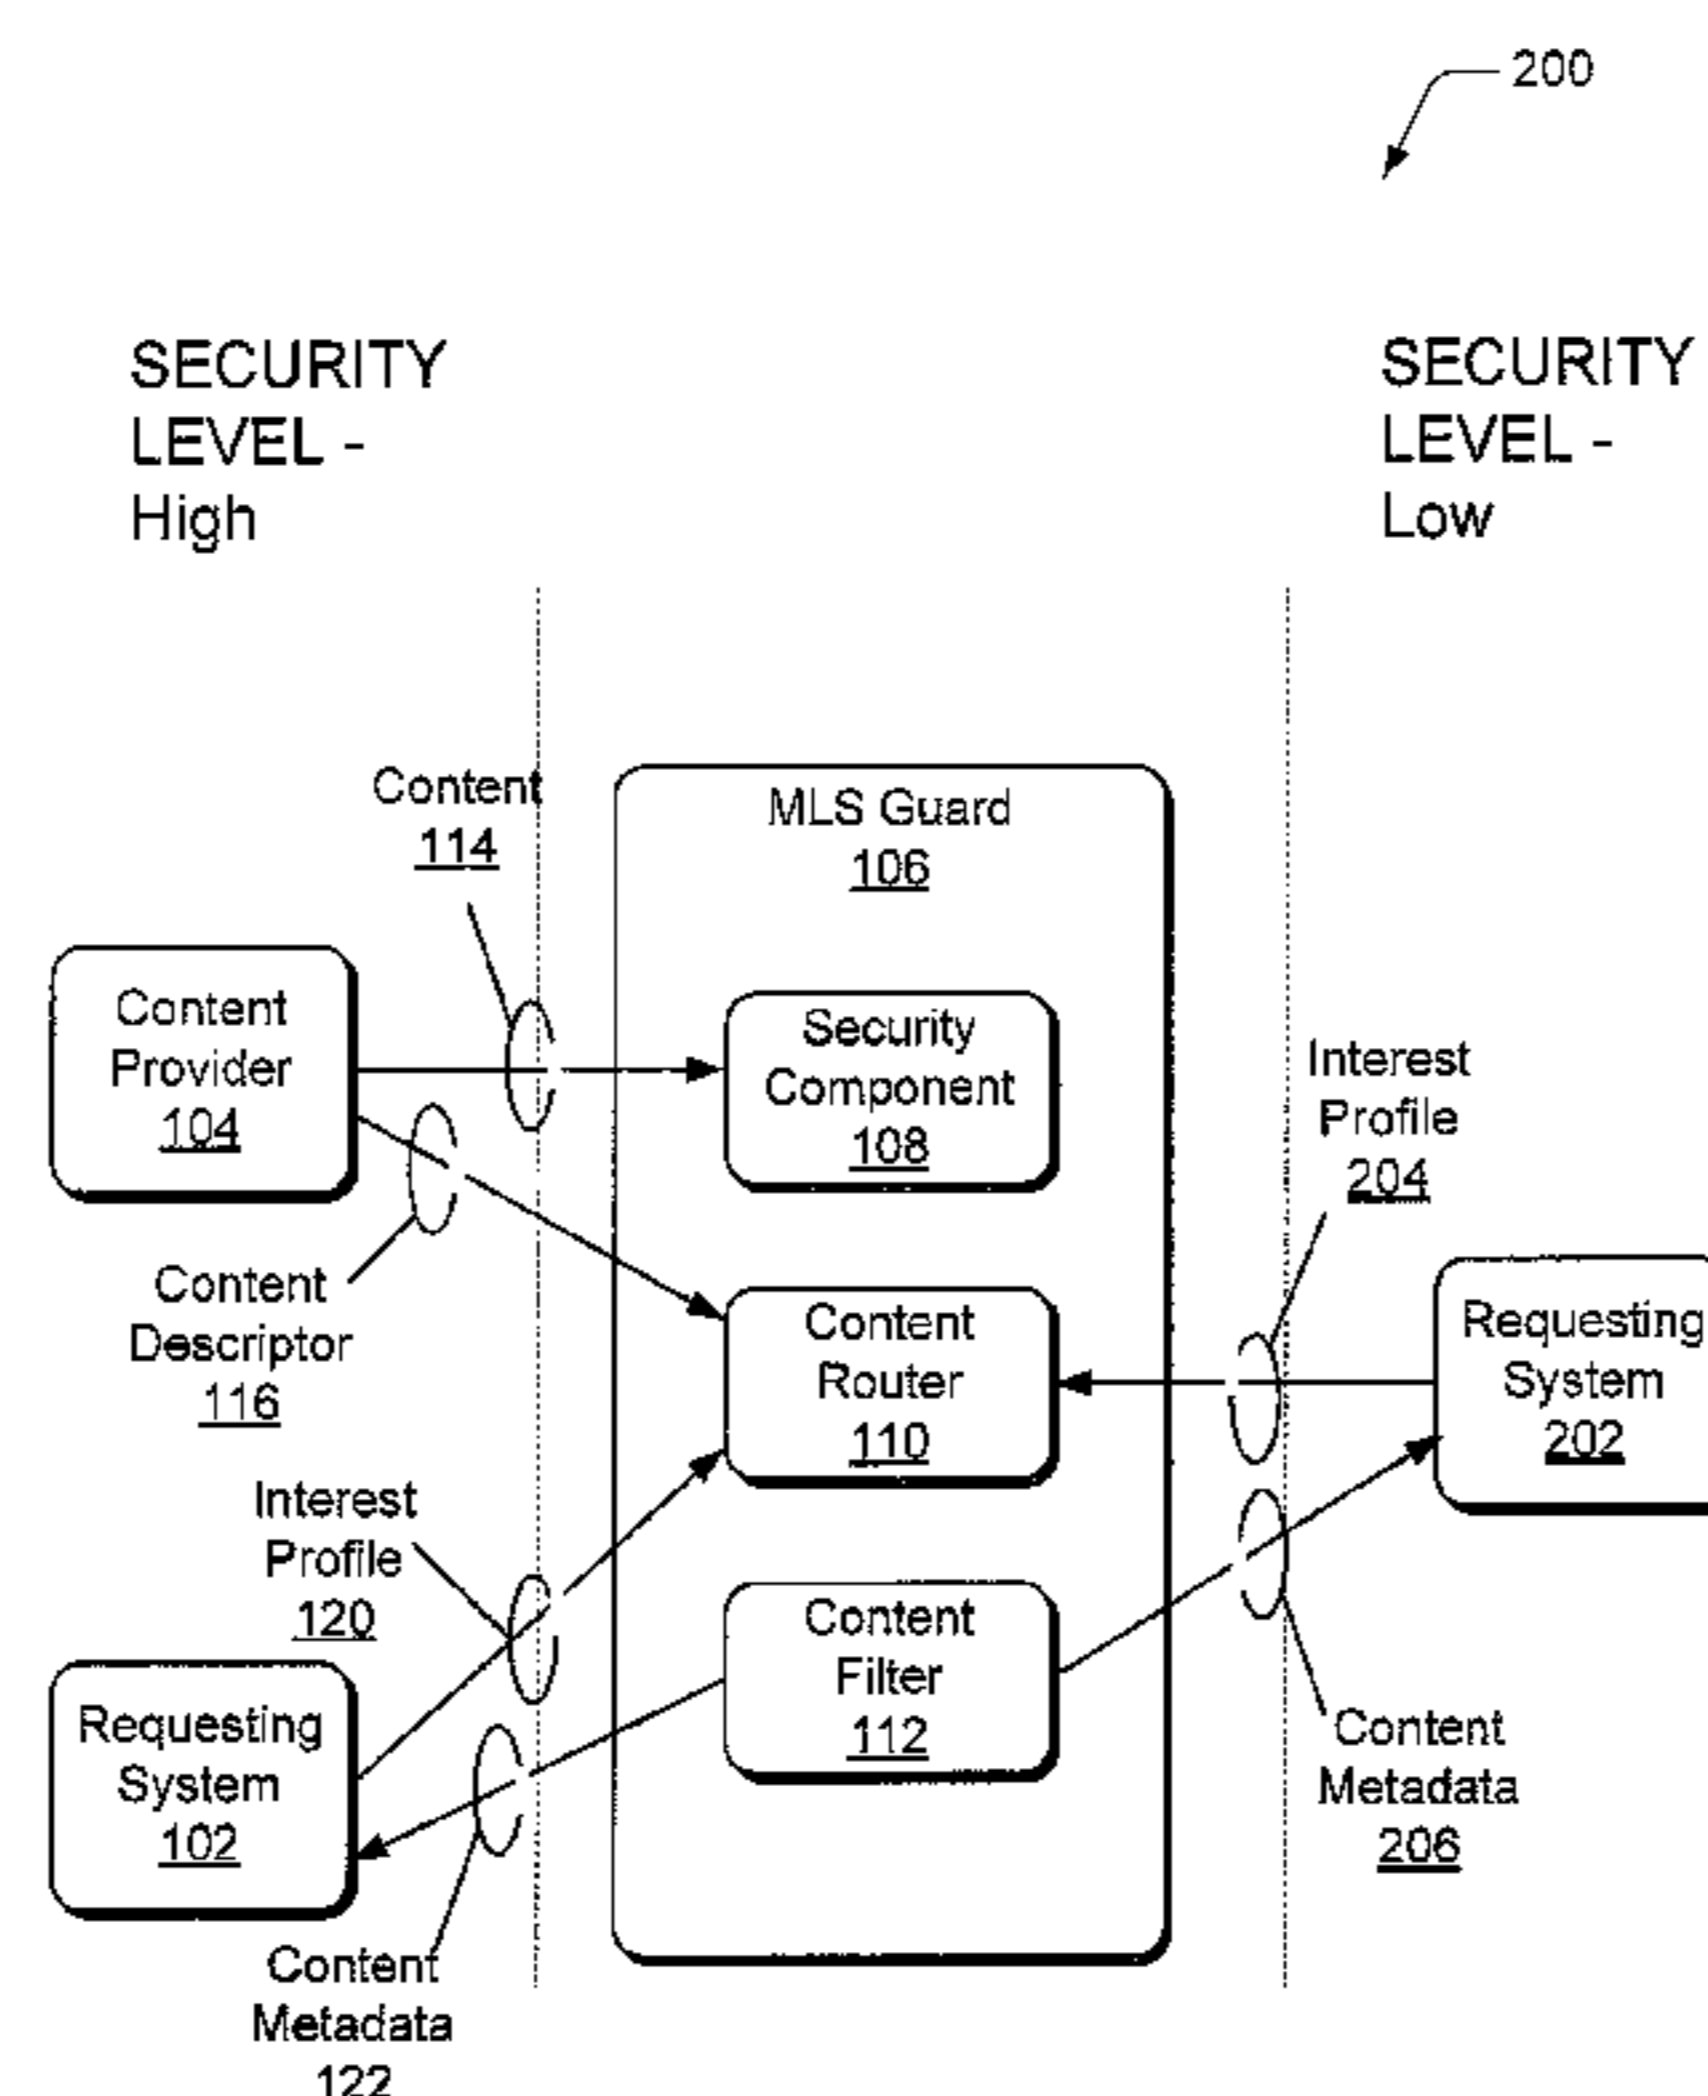 200
SECURITY
LEVEL -
High
SECURITY
LEVEL -
Low
Content
114
MLS Guard
106
Content
Provider
104
Security
Component
108
Interest
Profile
204
Content
Descriptor
116
Content
Router
110
Requesting
System
202
Interest
Profile
120
Content
Filter
112
Requesting
System
102
Content
Metadata
206
Content
Metadata
122